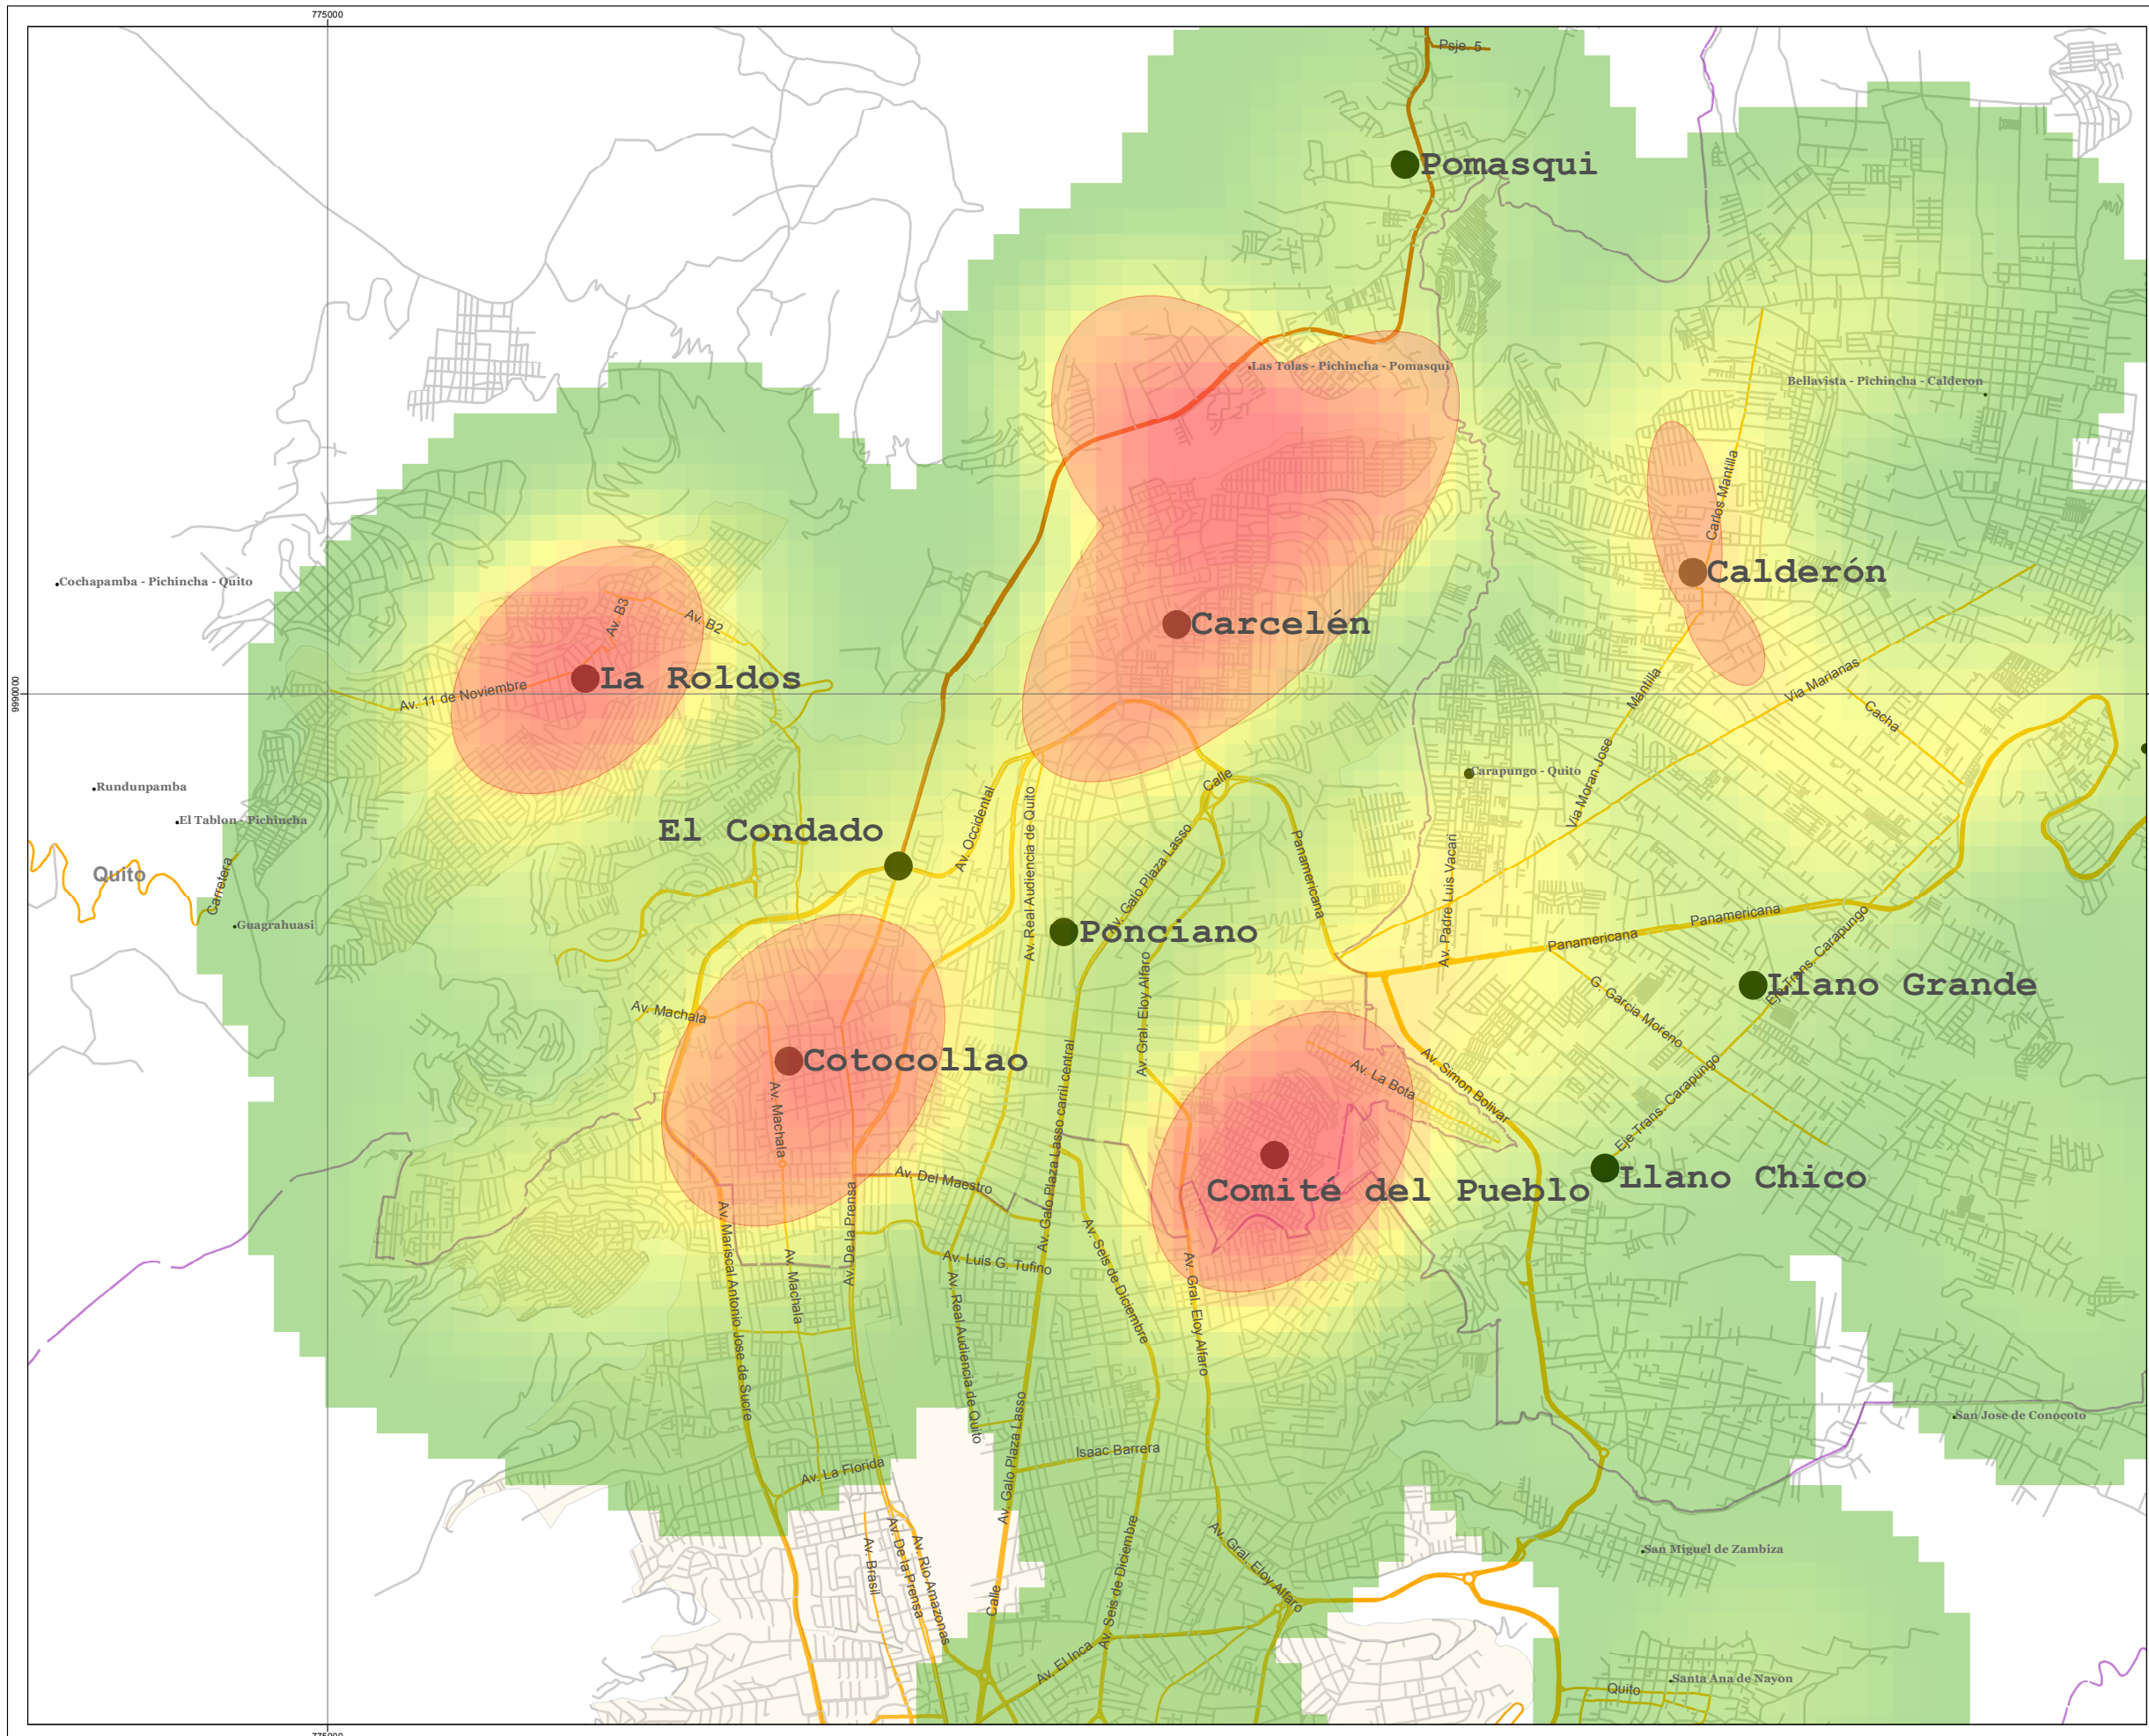 775000
Psje. 5
Pomasqui
Las Tolas - Pichincha - Pomasqui
Bellavista - Pichincha - Calderon
Carlos Mantilla
Calderón
Cochapamba - Pichincha - Quito
Av. B3
Av. B2
Carcelén
La Roldos
Av. 11 de Noviembre
9990000
Mantilla
Via Marianas
Cacha
Calle
Carapungo - Quito
Via Moran Jose
Rundunpamba
El Tablon - Pichincha
El Condado
Av. Occidental
Av. Real Audiencia de Quito
Av. Galo Plaza Lasso
Panamericana
Av. Padre Luis Vacari
Quito
Carretera
Guagrahuasi
Ponciano
Panamericana
Panamericana
Eje Trans. Carapungo
Llano Grande
G. Garcia Moreno
Av. Machala
Av. Gral. Eloy Alfaro
Cotocollao
Av. La Bota
Av. Simon Bolivar
Av. Machala
Av. Galo Plaza Lasso carril central
Eje Trans. Carapungo
Comité del Pueblo
Llano Chico
Av. Del Maestro
Av. De la Prensa
Av. Mariscal Antonio Jose de Sucre
Av. Machala
Av. Luis G. Tufino
Av. Real Audiencia de Quito
Av. Seis de Diciembre
Av. Gral. Eloy Alfaro
San Jose de Conocoto
Isaac Barrera
Av. La Florida
Av. Galo Plaza Lasso
Av. Brasil
Av. De la Prensa
Av. Rio Amazonas
Calle
Av. Seis de Diciembre
Av. Gral. Eloy Alfaro
San Miguel de Zambiza
Av. El Inca
Santa Ana de Nayon
Quito
775000